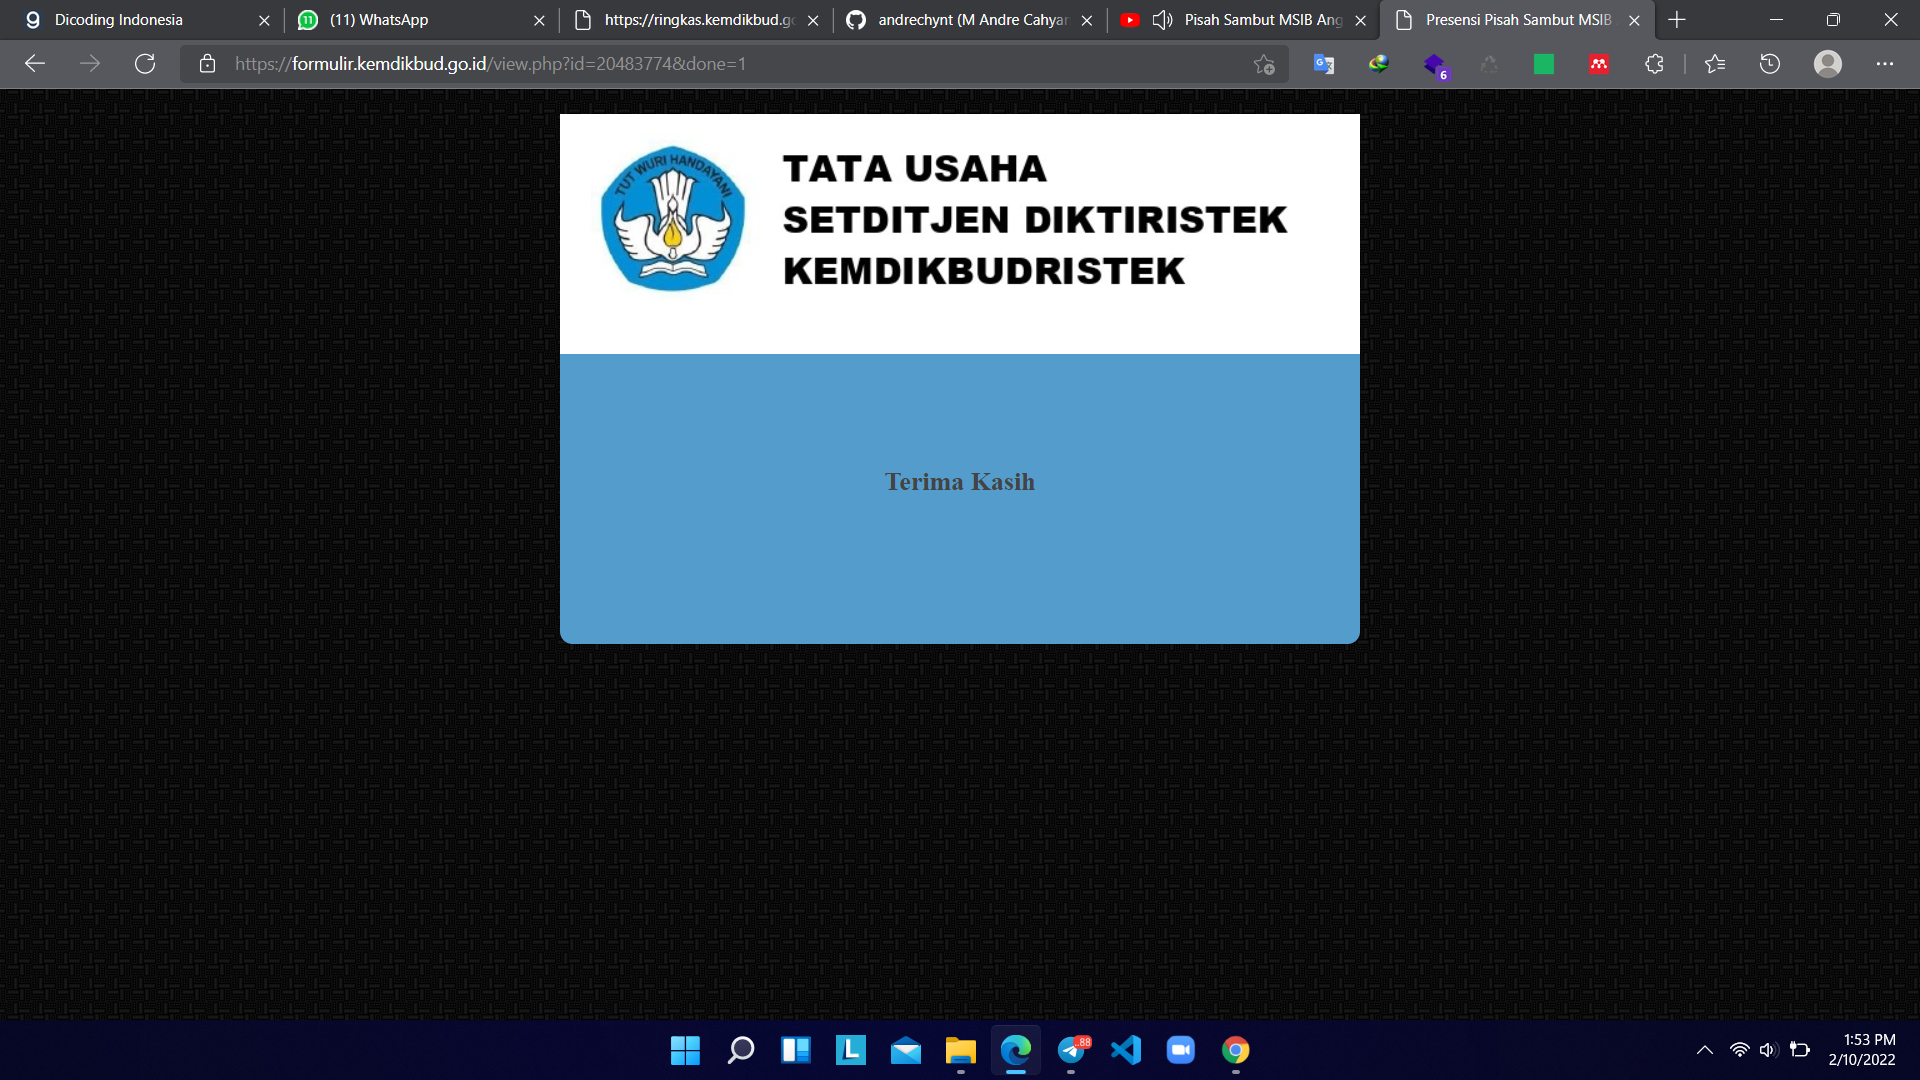 Dicoding Indonesia
(11) WhatsApp
https://ringkas.kemdikbud.go
andrechynt (M Andre Cahyan
Pisah Sambut MSIB Ang
Presensi Pisah Sambut MSIB
https://formulir.kemdikbud.go.id/view.php?id=20483774&done=1
6
TUT WURI HANDAYANI
TATA USAHA
SETDITJEN DIKTIRISTEK
KEMDIKBUDRISTEK
Terima Kasih
L
88
1:53 PM
2/10/2022